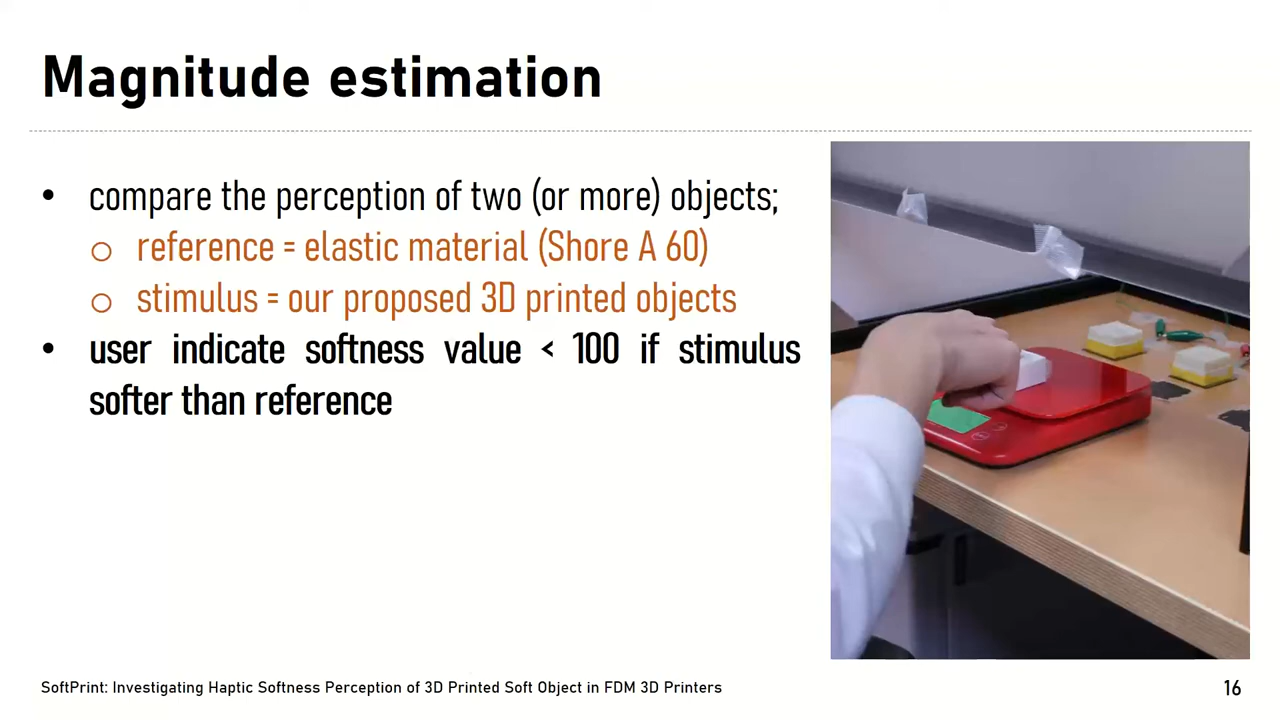 Magnitude estimation
• compare the perception of two (or more) objects;
o reference = elastic material (Shore A 60)
o stimulus = our proposed 3D printed objects
• user indicate softness value < 100 if stimulus
softer than reference
SoftPrint: Investigating Haptic Softness Perception of 3D Printed Soft Object in FDM 3D Printers
16